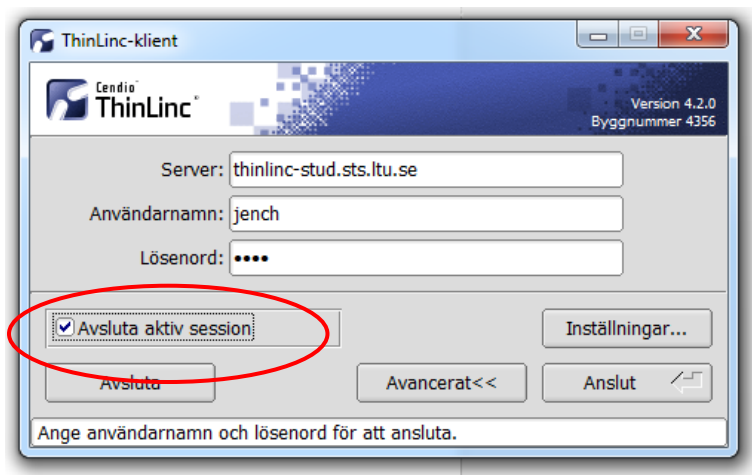 ThinLinc-klient
Cendio
ThinLinc
Version 4.2.0
Byggnummer 4356
Server: thinlinc-stud.sts.ltu.se
Användarnamn: jench
Lösenord: ••••
Avsluta aktiv session
Inställningar...
Avsluta
Avancerat<<
Anslut
Ange användarnamn och lösenord för att ansluta.